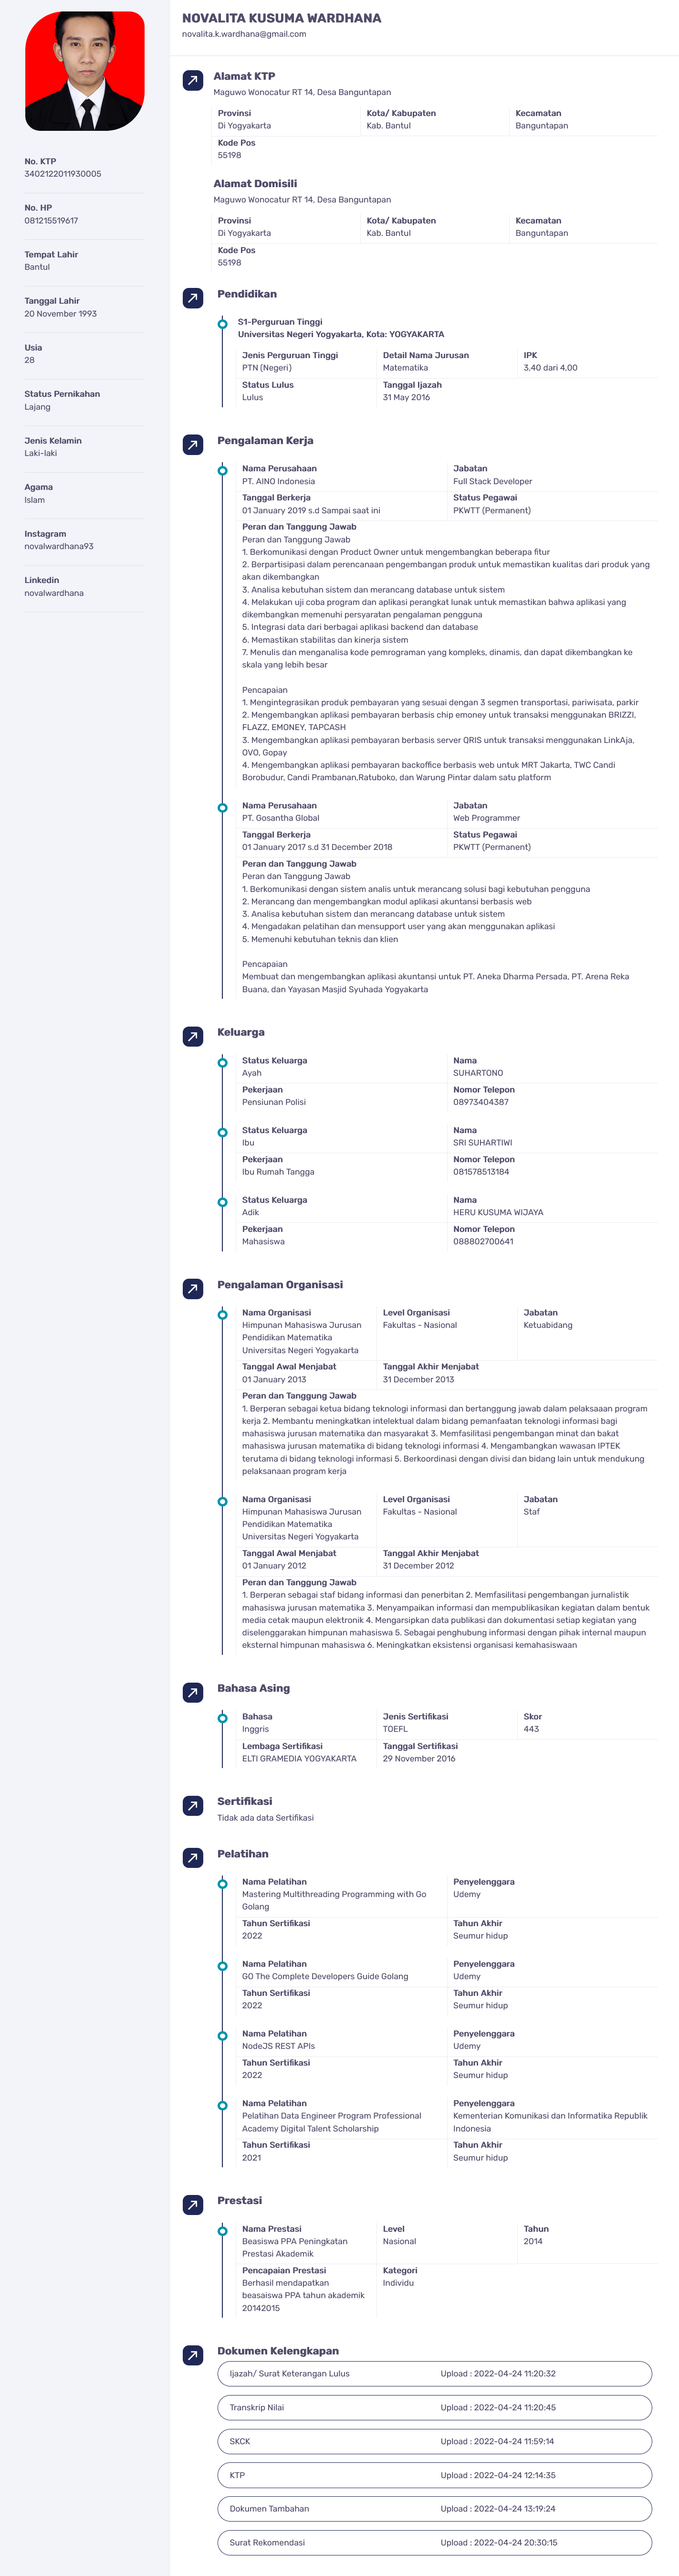 NOVALITA KUSUMA WARDHANA
novalita.k.wardhana@gmail.com
No. KTP
3402122011930005
No. HP
081215519617
Tempat Lahir
Bantul
Tanggal Lahir
20 November 1993
Usia
28
Status Pernikahan
Lajang
Jenis Kelamin
Laki-laki
Agama
Islam
Instagram
novalwardhana93
Linkedin
novalwardhana
Alamat KTP
Maguwo Wonocatur RT 14, Desa Banguntapan
Provinsi Kota/ Kabupaten Kecamatan
Di Yogyakarta Kab. Bantul Banguntapan
Kode Pos
55198
Alamat Domisili
Maguwo Wonocatur RT 14, Desa Banguntapan
Provinsi Kota/ Kabupaten Kecamatan
Di Yogyakarta Kab. Bantul Banguntapan
Kode Pos
55198
Pendidikan
S1-Perguruan Tinggi
Universitas Negeri Yogyakarta, Kota: YOGYAKARTA
Jenis Perguruan Tinggi Detail Nama Jurusan IPK
PTN (Negeri) Matematika 3,40 dari 4,00
Status Lulus Tanggal Ijazah
Lulus 31 May 2016
Pengalaman Kerja
Nama Perusahaan Jabatan
PT. AINO Indonesia Full Stack Developer
Tanggal Berkerja Status Pegawai
01 January 2019 s.d Sampai saat ini PKWTT (Permanent)
Peran dan Tanggung Jawab
Peran dan Tanggung Jawab
1. Berkomunikasi dengan Product Owner untuk mengembangkan beberapa fitur
2. Berpartisipasi dalam perencanaan pengembangan produk untuk memastikan kualitas dari produk yang
akan dikembangkan
3. Analisa kebutuhan sistem dan merancang database untuk sistem
4. Melakukan uji coba program dan aplikasi perangkat lunak untuk memastikan bahwa aplikasi yang
dikembangkan memenuhi persyaratan pengalaman pengguna
5. Integrasi data dari berbagai aplikasi backend dan database
6. Memastikan stabilitas dan kinerja sistem
7. Menulis dan menganalisa kode pemrograman yang kompleks, dinamis, dan dapat dikembangkan ke
skala yang lebih besar
Pencapaian
1. Mengintegrasikan produk pembayaran yang sesuai dengan 3 segmen transportasi, pariwisata, parkir
2. Mengembangkan aplikasi pembayaran berbasis chip emoney untuk transaksi menggunakan BRIZZI,
FLAZZ, EMONEY, TAPCASH
3. Mengembangkan aplikasi pembayaran berbasis server QRIS untuk transaksi menggunakan LinkAja,
OVO, Gopay
4. Mengembangkan aplikasi pembayaran backoffice berbasis web untuk MRT Jakarta, TWC Candi
Borobudur, Candi Prambanan,Ratuboko, dan Warung Pintar dalam satu platform
Nama Perusahaan Jabatan
PT. Gosantha Global Web Programmer
Tanggal Berkerja Status Pegawai
01 January 2017 s.d 31 December 2018 PKWTT (Permanent)
Peran dan Tanggung Jawab
Peran dan Tanggung Jawab
1. Berkomunikasi dengan sistem analis untuk merancang solusi bagi kebutuhan pengguna
2. Merancang dan mengembangkan modul aplikasi akuntansi berbasis web
3. Analisa kebutuhan sistem dan merancang database untuk sistem
4. Mengadakan pelatihan dan mensupport user yang akan menggunakan aplikasi
5. Memenuhi kebutuhan teknis dan klien
Pencapaian
Membuat dan mengembangkan aplikasi akuntansi untuk PT. Aneka Dharma Persada, PT. Arena Reka
Buana, dan Yayasan Masjid Syuhada Yogyakarta
Keluarga
Status Keluarga Nama
Ayah SUHARTONO
Pekerjaan Nomor Telepon
Pensiunan Polisi 08973404387
Status Keluarga Nama
Ibu SRI SUHARTIWI
Pekerjaan Nomor Telepon
Ibu Rumah Tangga 081578513184
Status Keluarga Nama
Adik HERU KUSUMA WIJAYA
Pekerjaan Nomor Telepon
Mahasiswa 088802700641
Pengalaman Organisasi
Nama Organisasi Level Organisasi Jabatan
Himpunan Mahasiswa Jurusan Fakultas - Nasional Ketuabidang
Pendidikan Matematika
Universitas Negeri Yogyakarta
Tanggal Awal Menjabat Tanggal Akhir Menjabat
01 January 2013 31 December 2013
Peran dan Tanggung Jawab
1. Berperan sebagai ketua bidang teknologi informasi dan bertanggung jawab dalam pelaksaaan program
kerja 2. Membantu meningkatkan intelektual dalam bidang pemanfaatan teknologi informasi bagi
mahasiswa jurusan matematika dan masyarakat 3. Memfasilitasi pengembangan minat dan bakat
mahasiswa jurusan matematika di bidang teknologi informasi 4. Mengambangkan wawasan IPTEK
terutama di bidang teknologi informasi 5. Berkoordinasi dengan divisi dan bidang lain untuk mendukung
pelaksanaan program kerja
Nama Organisasi Level Organisasi Jabatan
Himpunan Mahasiswa Jurusan Fakultas - Nasional Staf
Pendidikan Matematika
Universitas Negeri Yogyakarta
Tanggal Awal Menjabat Tanggal Akhir Menjabat
01 January 2012 31 December 2012
Peran dan Tanggung Jawab
1. Berperan sebagai staf bidang informasi dan penerbitan 2. Memfasilitasi pengembangan jurnalistik
mahasiswa jurusan matematika 3. Menyampaikan informasi dan mempublikasikan kegiatan dalam bentuk
media cetak maupun elektronik 4. Mengarsipkan data publikasi dan dokumentasi setiap kegiatan yang
diselenggarakan himpunan mahasiswa 5. Sebagai penghubung informasi dengan pihak internal maupun
eksternal himpunan mahasiswa 6. Meningkatkan eksistensi organisasi kemahasiswaan
Bahasa Asing
Bahasa Jenis Sertifikasi Skor
Inggris TOEFL 443
Lembaga Sertifikasi Tanggal Sertifikasi
ELTI GRAMEDIA YOGYAKARTA 29 November 2016
Sertifikasi
Tidak ada data Sertifikasi
Pelatihan
Nama Pelatihan Penyelenggara
Mastering Multithreading Programming with Go Udemy
Golang
Tahun Sertifikasi Tahun Akhir
2022 Seumur hidup
Nama Pelatihan Penyelenggara
GO The Complete Developers Guide Golang Udemy
Tahun Sertifikasi Tahun Akhir
2022 Seumur hidup
Nama Pelatihan Penyelenggara
NodeJS REST APIs Udemy
Tahun Sertifikasi Tahun Akhir
2022 Seumur hidup
Nama Pelatihan Penyelenggara
Pelatihan Data Engineer Program Professional Kementerian Komunikasi dan Informatika Republik
Academy Digital Talent Scholarship Indonesia
Tahun Sertifikasi Tahun Akhir
2021 Seumur hidup
Prestasi
Nama Prestasi Level Tahun
Beasiswa PPA Peningkatan Nasional 2014
Prestasi Akademik
Pencapaian Prestasi Kategori
Berhasil mendapatkan Individu
beasaiswa PPA tahun akademik
20142015
Dokumen Kelengkapan
Ijazah/ Surat Keterangan Lulus Upload : 2022-04-24 11:20:32
Transkrip Nilai Upload : 2022-04-24 11:20:45
SKCK Upload : 2022-04-24 11:59:14
KTP Upload : 2022-04-24 12:14:35
Dokumen Tambahan Upload : 2022-04-24 13:19:24
Surat Rekomendasi Upload : 2022-04-24 20:30:15